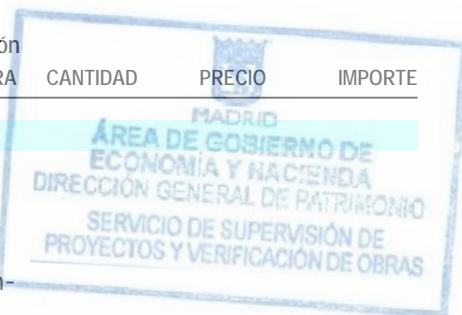 ón
RA CANTIDAD PRECIO IMPORTE
MADRID
ÁREA DE GOBIERNO DE
ECONOMÍA Y HACIENDA
DIRECCIÓN GENERAL DE PATRIMONIO
SERVICIO DE SUPERVISIÓN DE
PROYECTOS Y VERIFICACIÓN DE OBRAS
n-